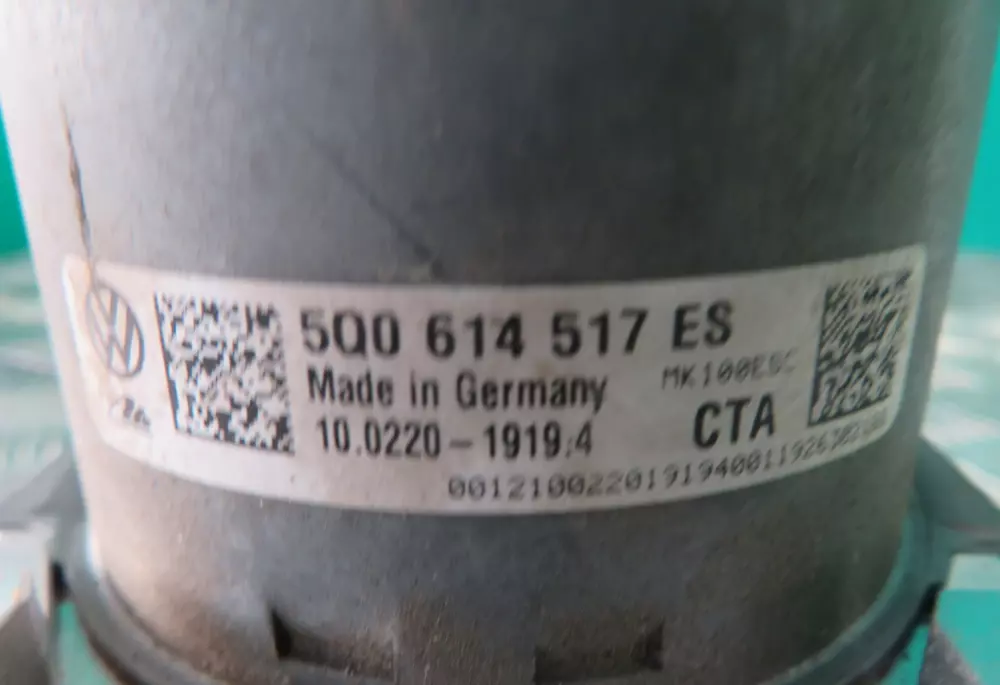 5Q0 614 517 ES
Made in Germany
MK100ESC
10.0220-1919.4
CTA